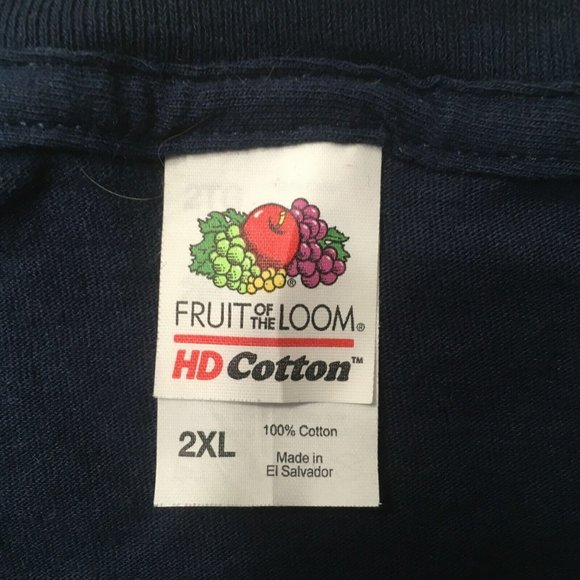 FRUIT OF THE LOOM®
HD Cotton™
2XL
100% Cotton
Made in
El Salvador